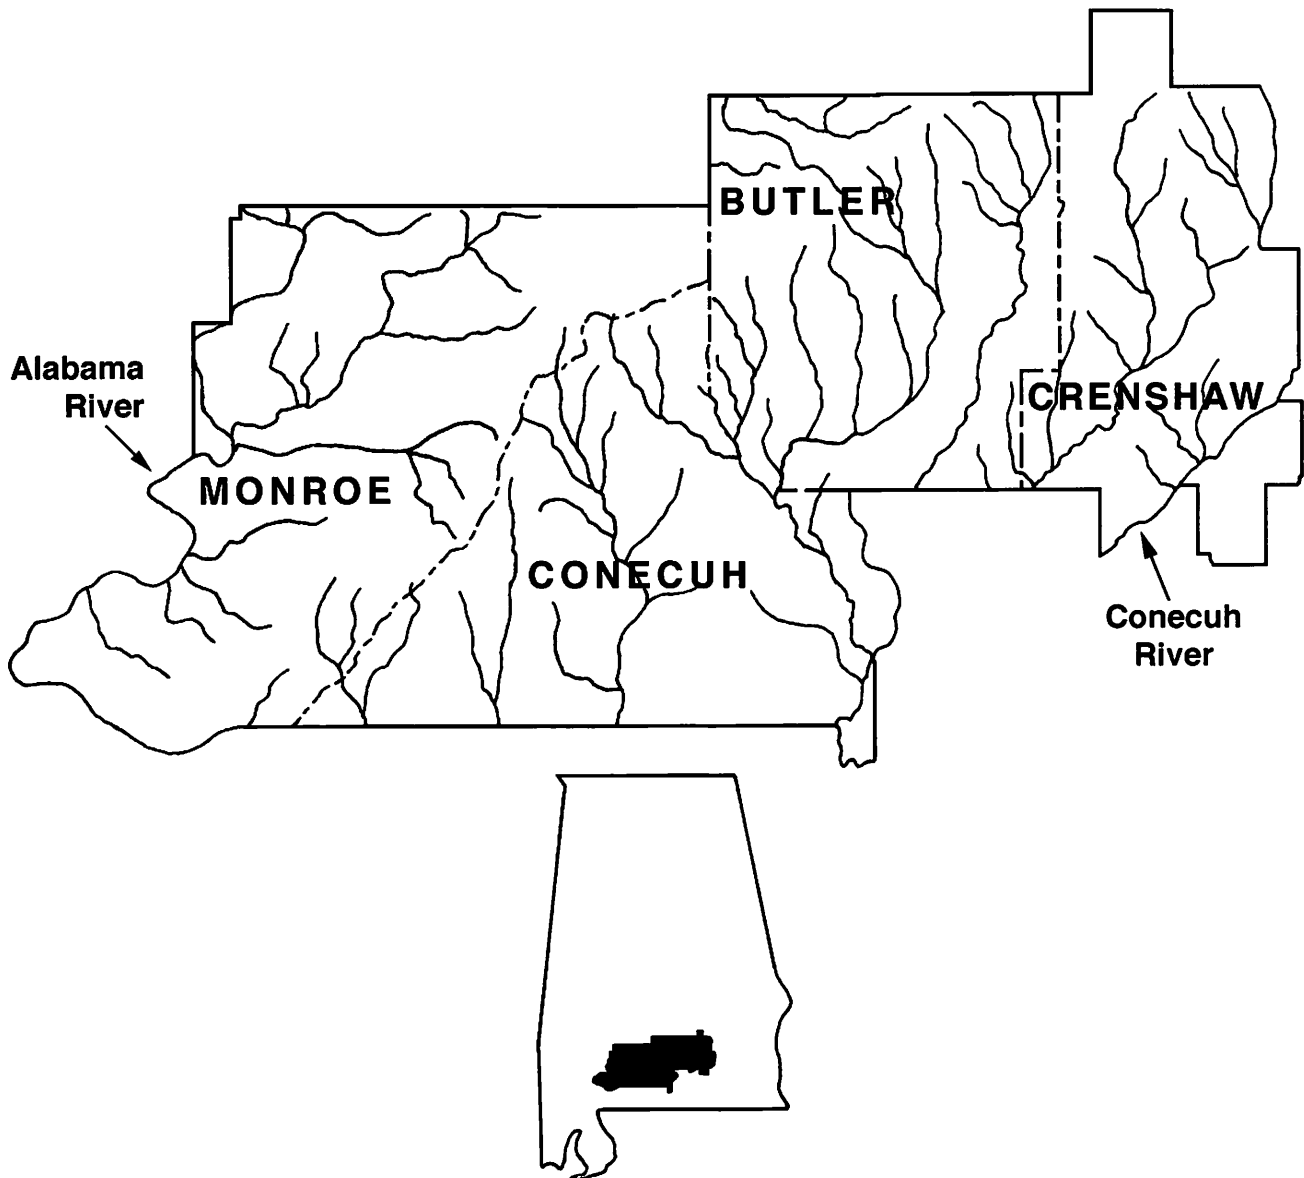 BUTLER
Alabama
River
CRENSHAW
MONROE
CONECUH
Conecuh
River